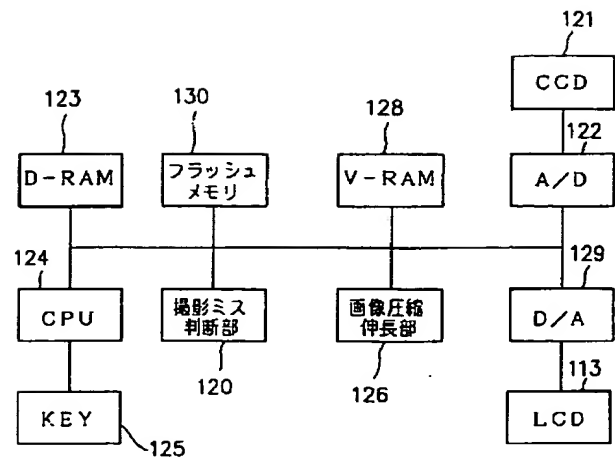 121
CCD
123
130
128
122
D-RAM
フラッシュ
メモリ
V-RAM
A/D
124
129
CPU
撮影ミス
判断部
画像圧縮
伸長部
D/A
120
126
113
KEY
125
LCD